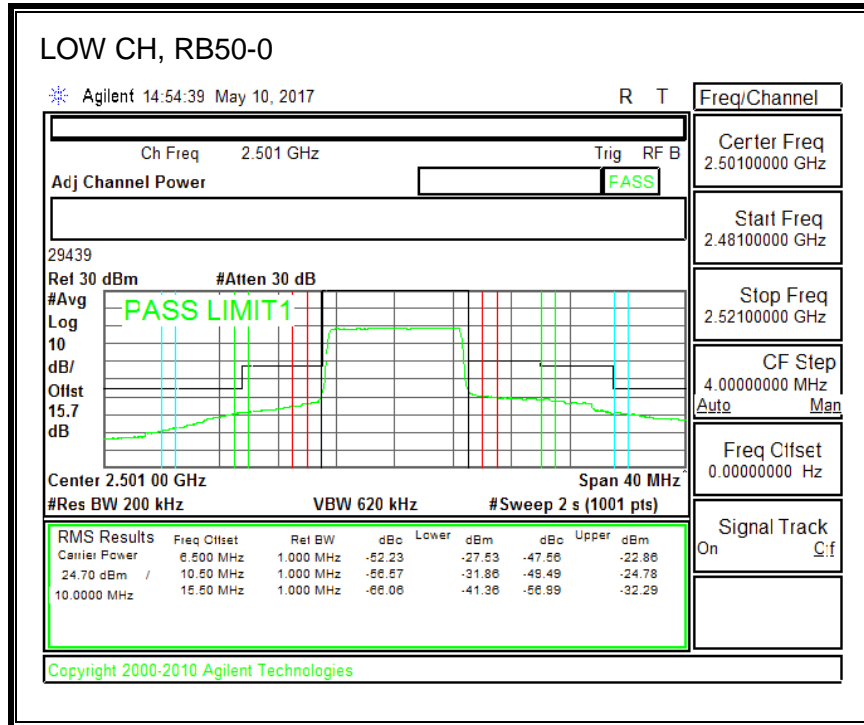 LOW CH, RB50-0
Agilent 14:54:39 May 10, 2017 R T
Freq/Channel
Ch Freq 2.501 GHz Trig RF B
Adj Channel Power PASS
Center Freq
2.50100000 GHz
Start Freq
2.48100000 GHz
Stop Freq
2.52100000 GHz
CF Step
4.00000000 MHz
Auto Man
Freq Offset
0.00000000 Hz
Signal Track
On Off
29439
Ref 30 dBm #Atten 30 dB
#Avg
Log
10
dB/
Offst
15.7
dB
PASS LIMIT1
Center 2.501 00 GHz Span 40 MHz
#Res BW 200 kHz VBW 620 kHz #Sweep 2 s (1001 pts)
RMS Results Freq Offset Ref BW dBc Lower dBm dBc Upper dBm
Carrier Power 6.500 MHz 1.000 MHz -52.23 -27.53 -47.56 -22.86
24.70 dBm / 10.50 MHz 1.000 MHz -56.57 -31.86 -49.49 -24.78
10.0000 MHz 15.50 MHz 1.000 MHz -66.06 -41.36 -56.99 -32.29
Copyright 2000-2010 Agilent Technologies